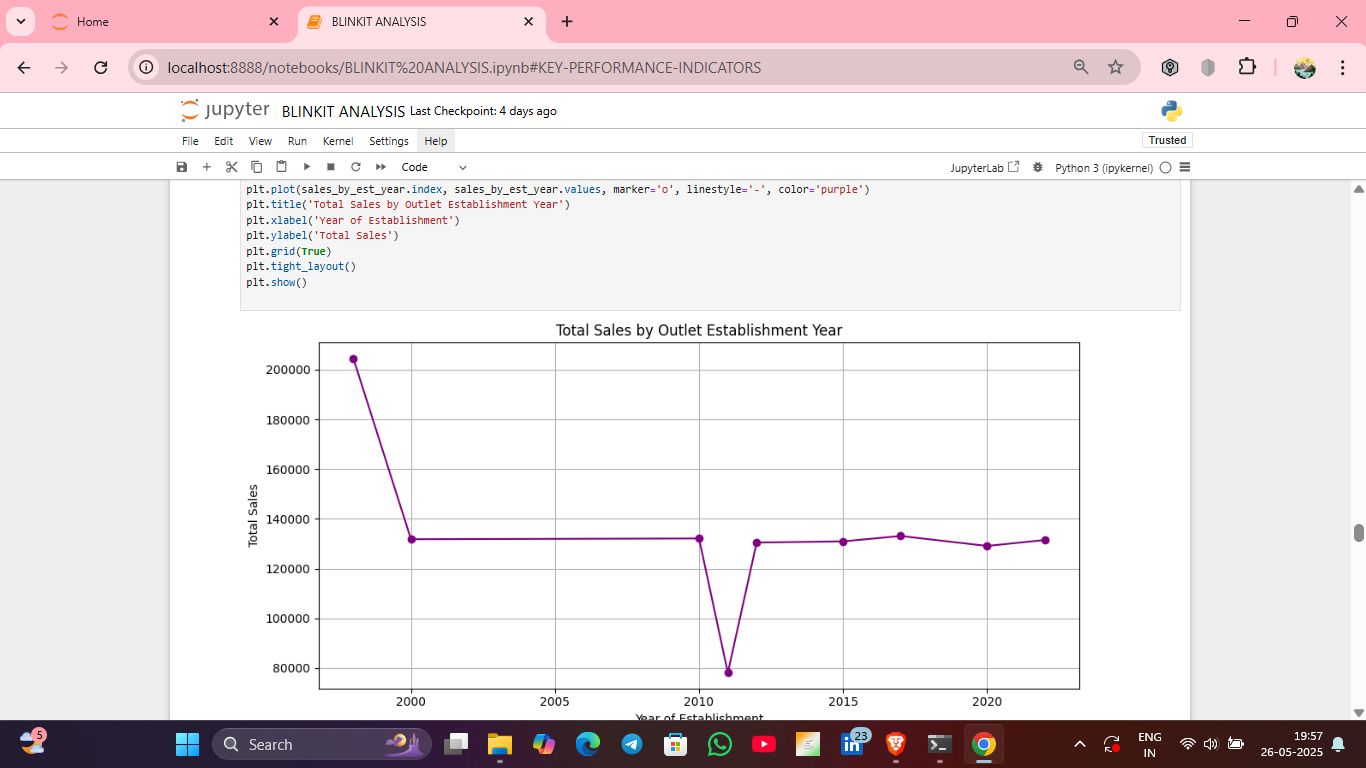 Home
BLINKIT ANALYSIS
localhost:8888/notebooks/BLINKIT%20ANALYSIS.ipynb#KEY-PERFORMANCE-INDICATORS
jupyter BLINKIT ANALYSIS Last Checkpoint: 4 days ago
File Edit View Run Kernel Settings Help Trusted
Code JupyterLab Python 3 (ipykernel)
plt.plot(sales_by_est_year.index, sales_by_est_year.values, marker='o', linestyle='-', color='purple')
plt.title('Total Sales by Outlet Establishment Year')
plt.xlabel('Year of Establishment')
plt.ylabel('Total Sales')
plt.grid(True)
plt.tight_layout()
plt.show()
Total Sales by Outlet Establishment Year
200000
180000
160000
140000
120000
100000
80000
Total Sales
2000 2005 2010 2015 2020
Year of Establishment
5
Search
23
ENG
IN
19:57
26-05-2025